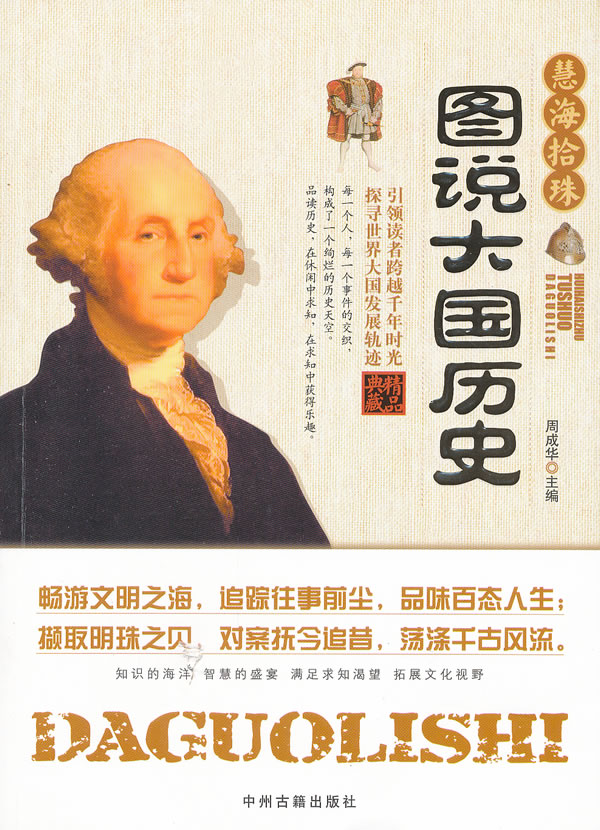 慧海拾珠
HUIHAISHIZHU
TUSHUO
DAGUOLISHI
图说大国历史
周成华◎主编
引领读者跨越千年时光
探寻世界大国发展轨迹
精品
典藏
每一个人，每一个事件的交织，
构成了一个绚烂的历史天空。
品读历史，在休闲中求知，在求知中获得乐趣。
畅游文明之海，追踪往事前尘，品味百态人生；
撷取明珠之贝，对案抚今追昔，荡涤千古风流。
知识的海洋 智慧的盛宴 满足求知渴望 拓展文化视野
DAGUOLISHI
中州古籍出版社